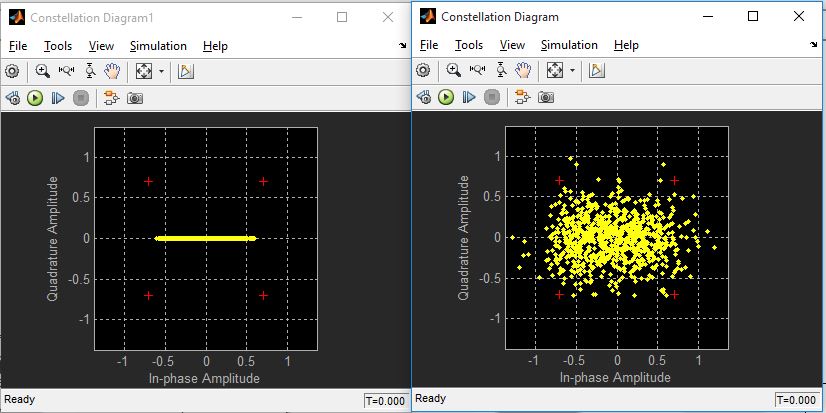 Constellation Diagram1
File Tools View Simulation Help
1
0.5
0
-0.5
-1
Quadrature Amplitude
-1 -0.5 0 0.5 1
In-phase Amplitude
Ready
T=0.000
Constellation Diagram
File Tools View Simulation Help
1
0.5
0
-0.5
-1
Quadrature Amplitude
-1 -0.5 0 0.5 1
In-phase Amplitude
Ready
T=0.000